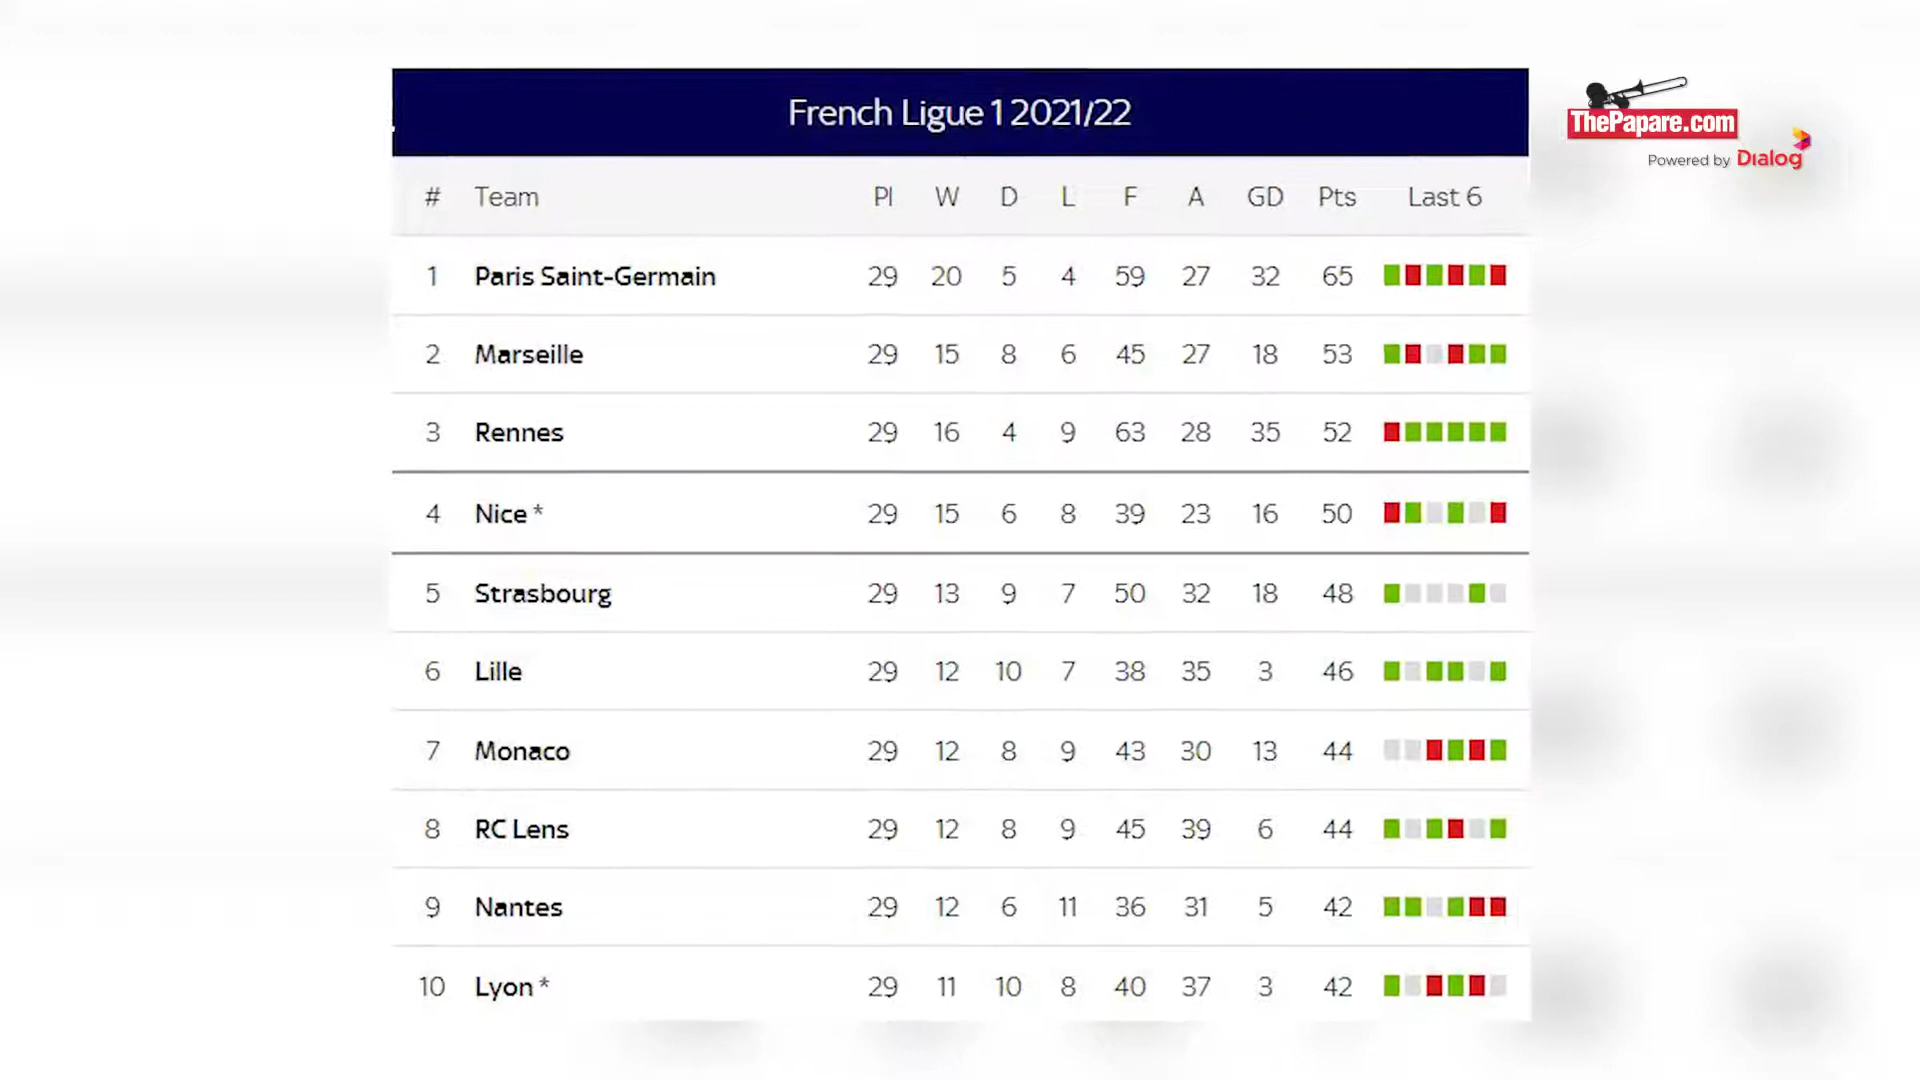 French Ligue 1 2021/22
ThePapare.com
Powered by Dialog
# Team Pl W D L F A GD Pts Last 6
1 Paris Saint-Germain 29 20 5 4 59 27 32 65
2 Marseille 29 15 8 6 45 27 18 53
3 Rennes 29 16 4 9 63 28 35 52
4 Nice * 29 15 6 8 39 23 16 50
5 Strasbourg 29 13 9 7 50 32 18 48
6 Lille 29 12 10 7 38 35 3 46
7 Monaco 29 12 8 9 43 30 13 44
8 RC Lens 29 12 8 9 45 39 6 44
9 Nantes 29 12 6 11 36 31 5 42
10 Lyon * 29 11 10 8 40 37 3 42